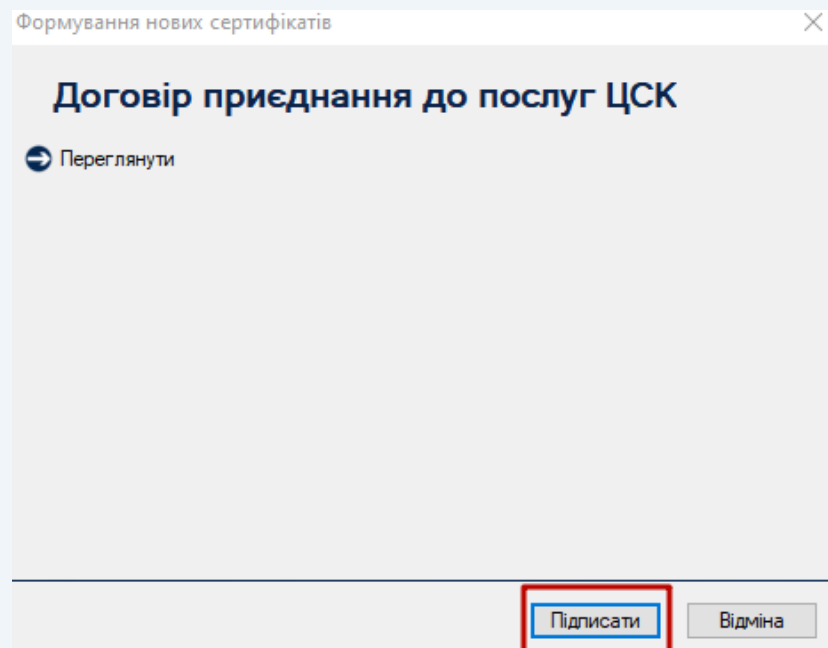 Формування нових сертифікатів
Договір приєднання до послуг ЦСК
Переглянути
Підписати Відміна